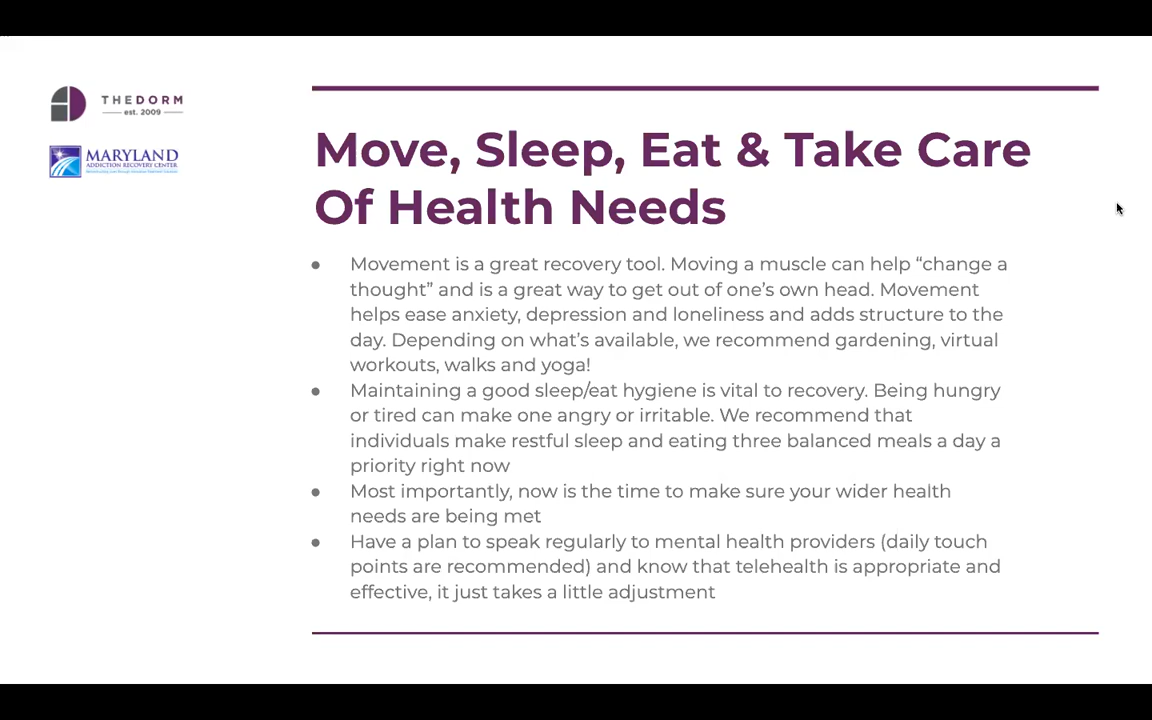 THEDORM
est. 2009
MARYLAND
ADDICTION RECOVERY CENTER
Move, Sleep, Eat & Take Care
Of Health Needs
● Movement is a great recovery tool. Moving a muscle can help “change a
thought” and is a great way to get out of one’s own head. Movement
helps ease anxiety, depression and loneliness and adds structure to the
day. Depending on what’s available, we recommend gardening, virtual
workouts, walks and yoga!
● Maintaining a good sleep/eat hygiene is vital to recovery. Being hungry
or tired can make one angry or irritable. We recommend that
individuals make restful sleep and eating three balanced meals a day a
priority right now
● Most importantly, now is the time to make sure your wider health
needs are being met
● Have a plan to speak regularly to mental health providers (daily touch
points are recommended) and know that telehealth is appropriate and
effective, it just takes a little adjustment